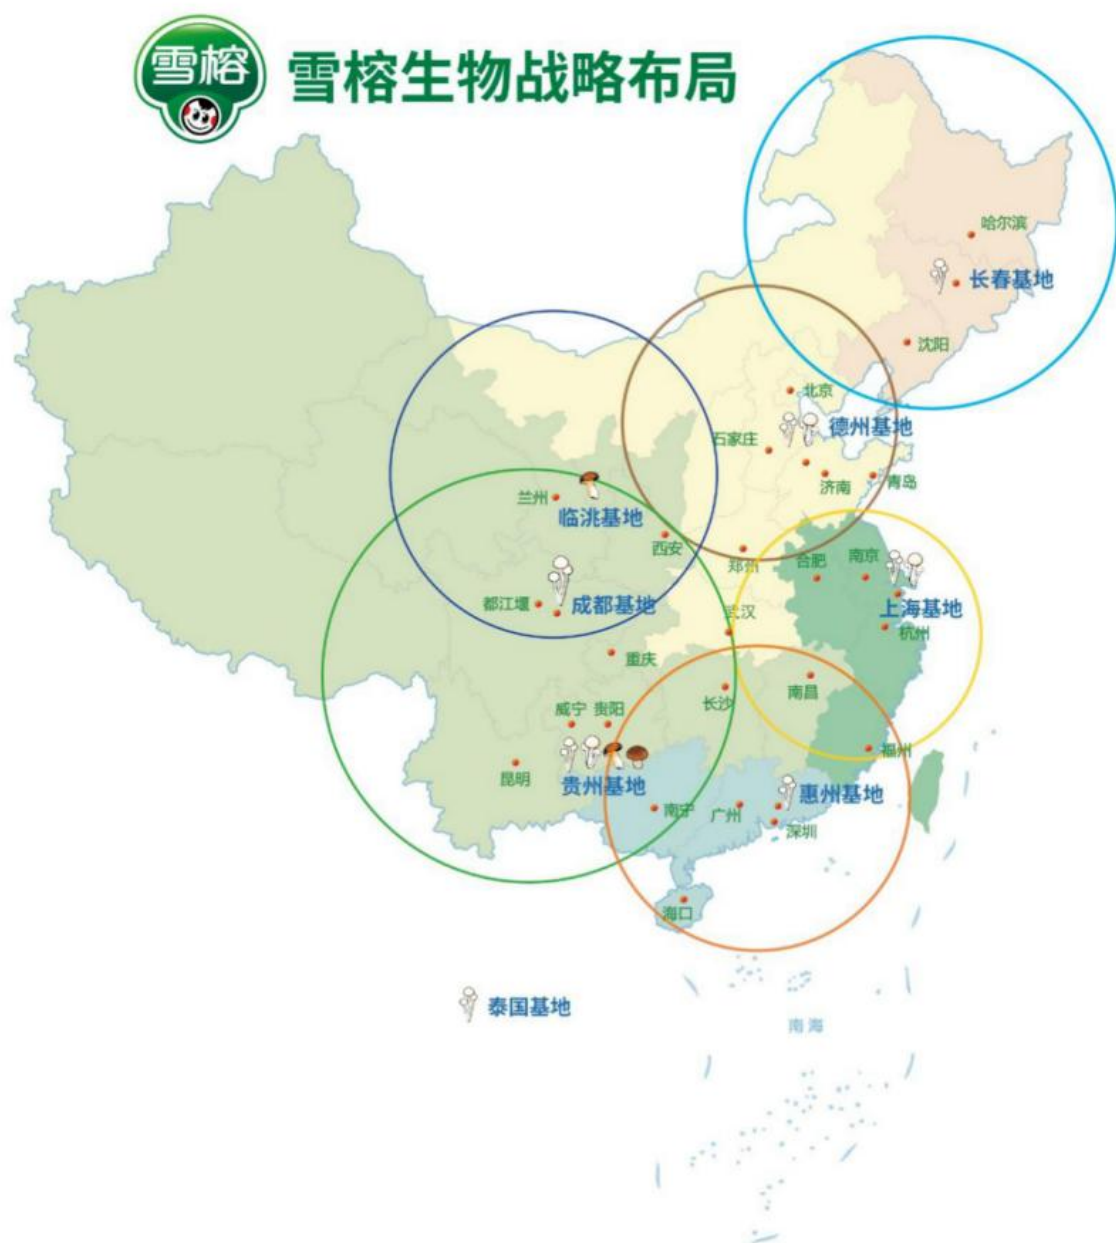 雪榕
雪榕生物战略布局
哈尔滨
长春基地
沈阳
北京
德州基地
石家庄
济南
青岛
兰州
临洮基地
西安
郑州
合肥
南京
上海基地
都江堰
成都基地
武汉
杭州
重庆
长沙
南昌
威宁
贵阳
福州
昆明
贵州基地
惠州基地
南宁
广州
深圳
海口
泰国基地
南海